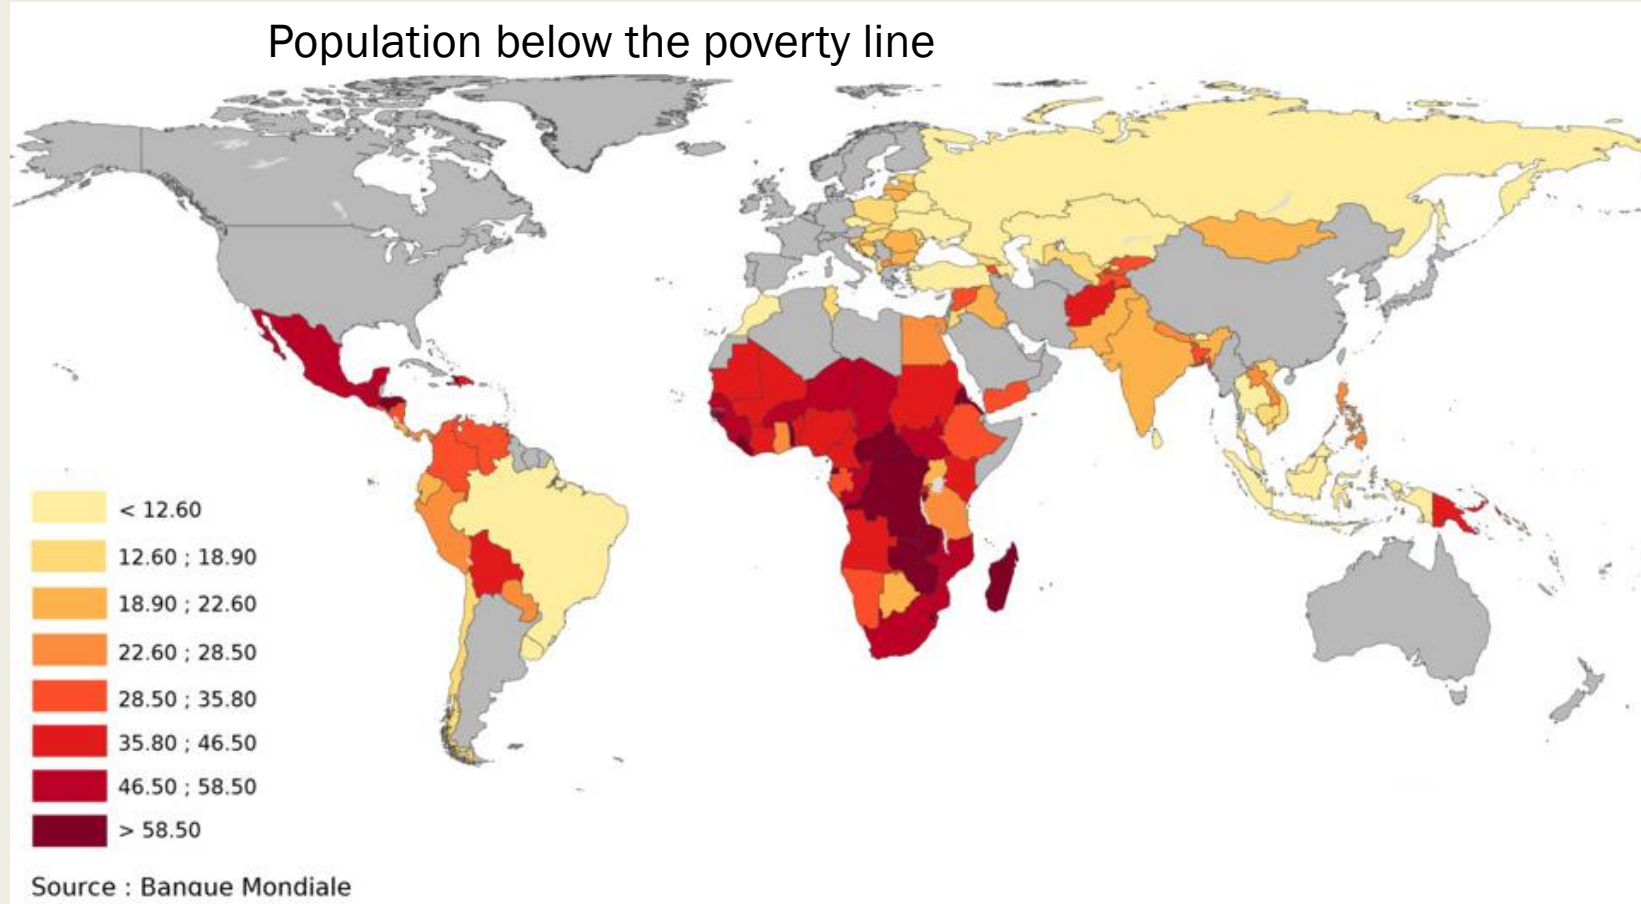 Population below the poverty line
< 12.60
12.60 ; 18.90
18.90 ; 22.60
22.60 ; 28.50
28.50 ; 35.80
35.80 ; 46.50
46.50 ; 58.50
> 58.50
Source : Banque Mondiale